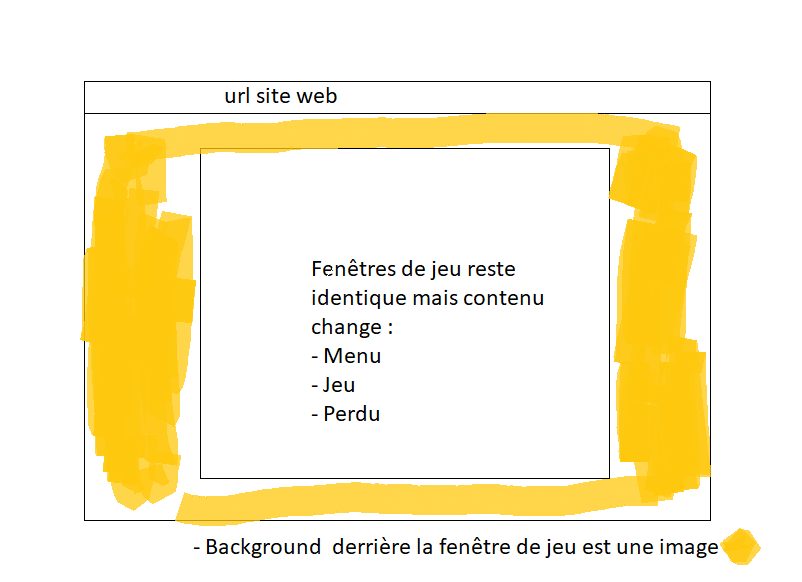 url site web
Fenêtres de jeu reste
identique mais contenu
change :
- Menu
- Jeu
- Perdu
- Background  derrière la fenêtre de jeu est une image